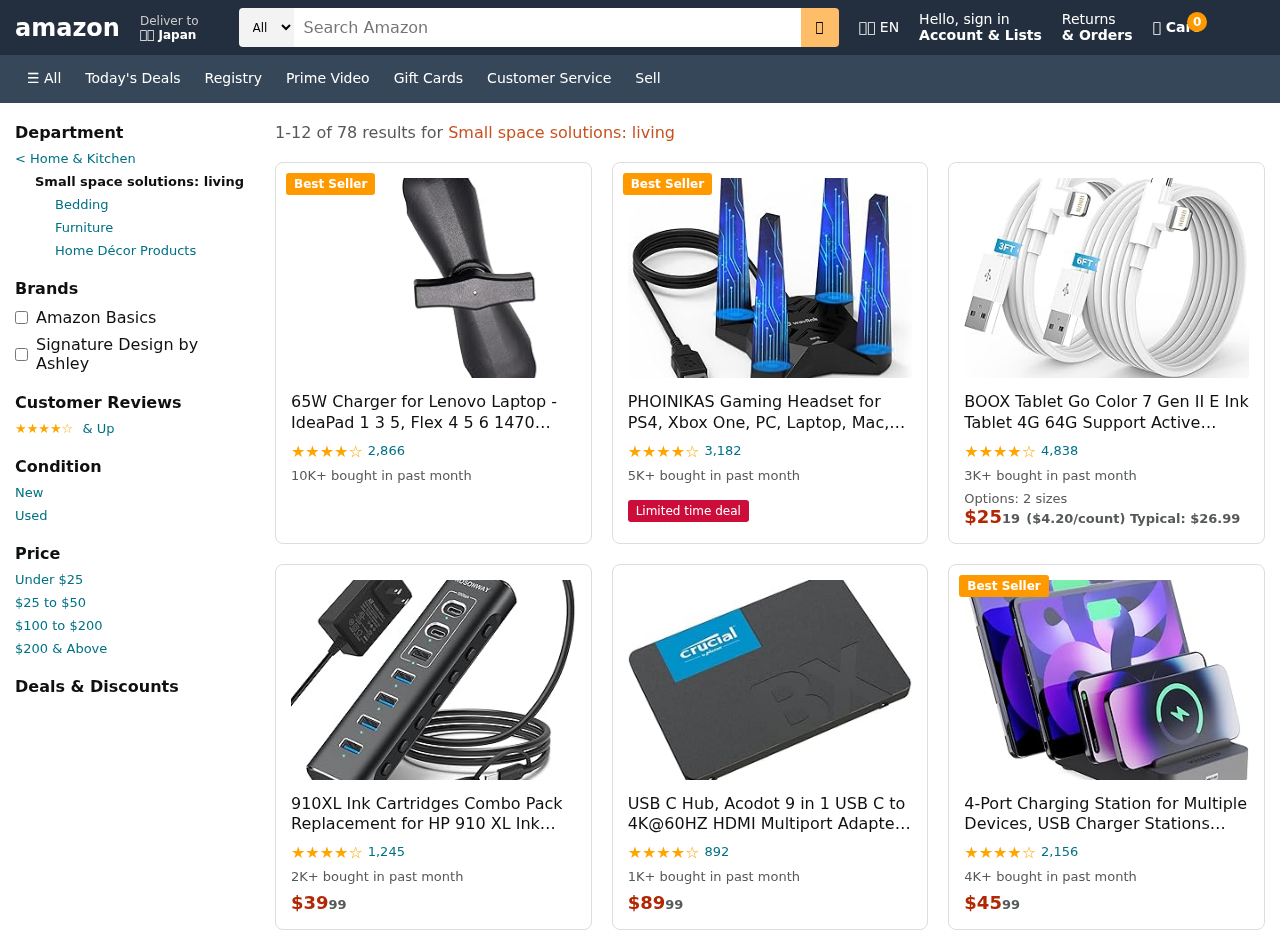 amazon
Deliver to
Japan
All
Search Amazon
EN
Hello, sign in
Account & Lists
Returns
& Orders
0
☰ All
Today's Deals
Registry
Prime Video
Gift Cards
Customer Service
Sell
Department
< Home & Kitchen
Small space solutions: living
Bedding
Furniture
Home Décor Products
Brands
Amazon Basics
Signature Design by
Ashley
Customer Reviews
★★★★☆ & Up
Condition
New
Used
Price
Under $25
$25 to $50
$100 to $200
$200 & Above
Deals & Discounts
1-12 of 78 results for Small space solutions: living
Best Seller
65W Charger for Lenovo Laptop -
IdeaPad 1 3 5, Flex 4 5 6 1470…
★★★★☆ 2,866
10K+ bought in past month
Best Seller
wavlink
PHOINIKAS Gaming Headset for
PS4, Xbox One, PC, Laptop, Mac,…
★★★★☆ 3,182
5K+ bought in past month
Limited time deal
3FT
6FT
BOOX Tablet Go Color 7 Gen II E Ink
Tablet 4G 64G Support Active…
★★★★☆ 4,838
3K+ bought in past month
Options: 2 sizes
$2519 ($4.20/count) Typical: $26.99
910XL Ink Cartridges Combo Pack
Replacement for HP 910 XL Ink…
★★★★☆ 1,245
2K+ bought in past month
$3999
crucial
BX
USB C Hub, Acodot 9 in 1 USB C to
4K@60HZ HDMI Multiport Adapte…
★★★★☆ 892
1K+ bought in past month
$8999
Best Seller
4-Port Charging Station for Multiple
Devices, USB Charger Stations…
★★★★☆ 2,156
4K+ bought in past month
$4599